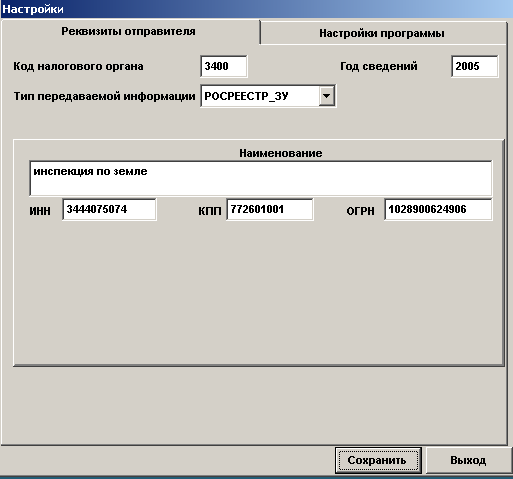 Настройки
Реквизиты отправителя
Настройки программы
Код налогового органа 3400 Год сведений 2005
Тип передаваемой информации РОСРЕЕСТР_ЗУ
Наименование
инспекция по земле
ИНН 3444075074 КПП 772601001 ОГРН 1028900624906
Сохранить Выход